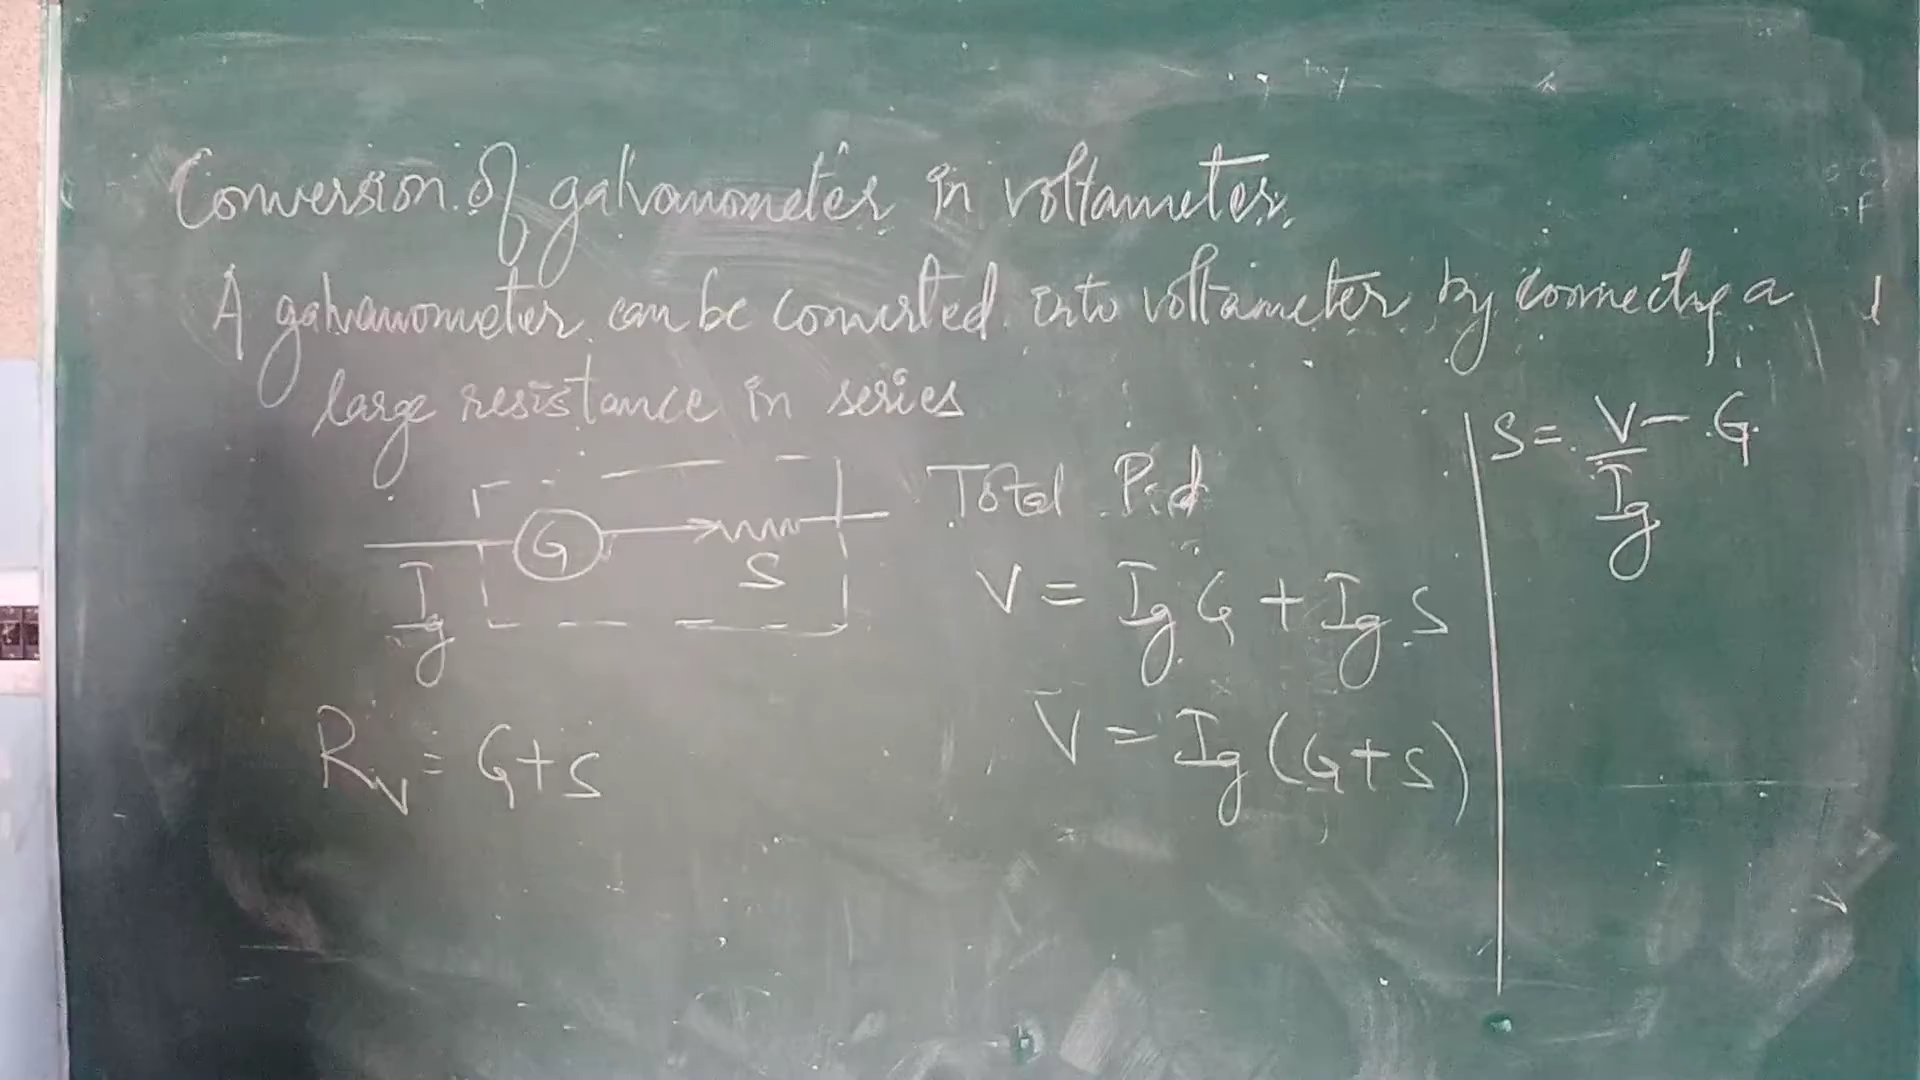 Conversion of galvanometer in voltameter.
A galvanometer can be converted into voltameter by connecting a
large resistance in series
G
S
Ig
R_V = G+S
Total P.d
V = Ig G + Ig S
V = Ig (G+S)
S = V/Ig - G